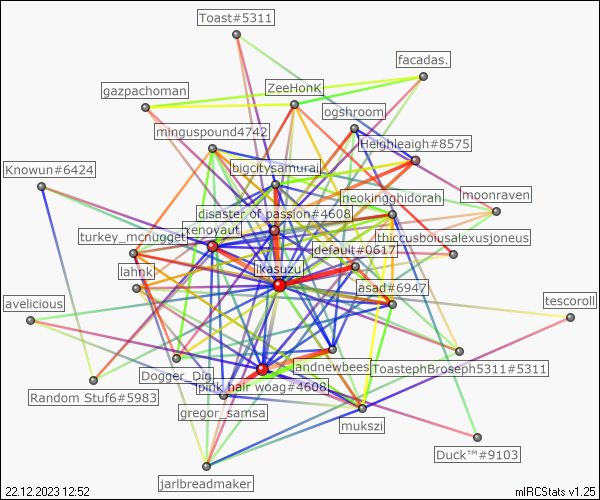 Toast#5311
facadas.
ZeeHonK
gazpachoman
ogshroom
minguspound4742
Heighleaigh#8575
bigcitysamurai
Knowun#6424
neokingghidorah
moonraven
disaster of passion#4608
xenoyaut
turkey_mcnugget
thiccusbousalexusjoneus
default#0617
lahnk
ikasuzu
asad#6947
avelicious
tescoroll
andnewbees
ToastephBroseph5311#5311
Dogger_Dig
pink hair woag#4608
Random Stuf6#5983
gregor_samsa
mukszi
Duck™#9103
jarlbreadmaker
22.12.2023 12:52
mIRCStats v1.25